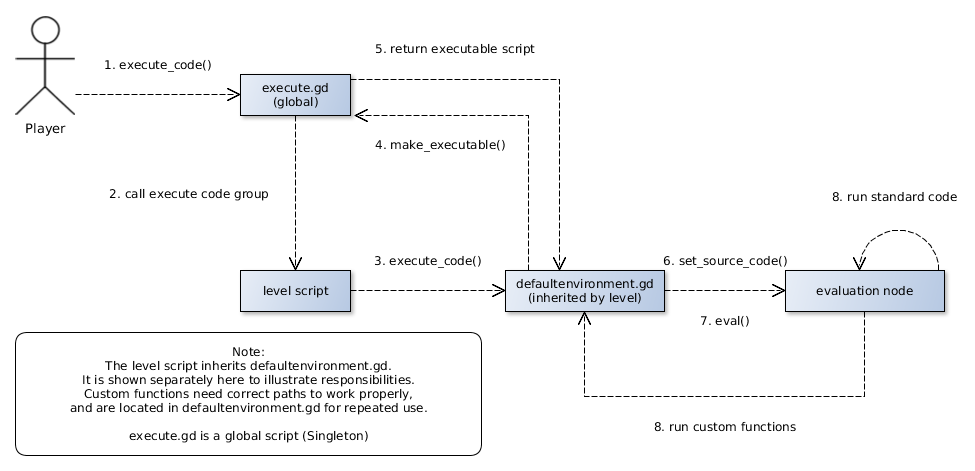 5. return executable script
1. execute_code()
execute.gd
(global)
Player
4. make_executable()
2. call execute code group
8. run standard code
3. execute_code()
6. set_source_code()
level script
defaultenvironment.gd
(inherited by level)
evaluation node
7. eval()
Note:
The level script inherits defaultenvironment.gd.
It is shown separately here to illustrate responsibilities.
Custom functions need correct paths to work properly,
and are located in defaultenvironment.gd for repeated use.
execute.gd is a global script (Singleton)
8. run custom functions